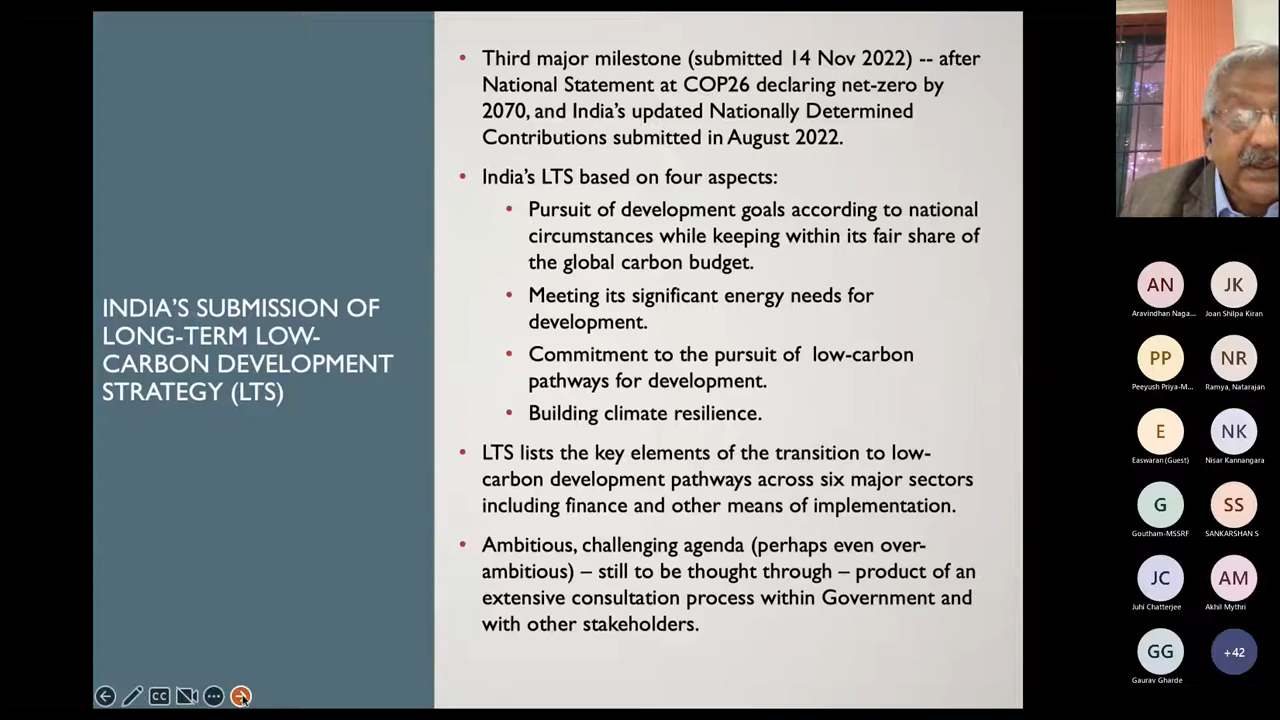 INDIA'S SUBMISSION OF
LONG-TERM LOW-
CARBON DEVELOPMENT
STRATEGY (LTS)
• Third major milestone (submitted 14 Nov 2022) -- after
National Statement at COP26 declaring net-zero by
2070, and India's updated Nationally Determined
Contributions submitted in August 2022.
• India's LTS based on four aspects:
• Pursuit of development goals according to national
circumstances while keeping within its fair share of
the global carbon budget.
• Meeting its significant energy needs for
development.
• Commitment to the pursuit of low-carbon
pathways for development.
• Building climate resilience.
• LTS lists the key elements of the transition to low-
carbon development pathways across six major sectors
including finance and other means of implementation.
• Ambitious, challenging agenda (perhaps even over-
ambitious) – still to be thought through – product of an
extensive consultation process within Government and
with other stakeholders.
CC
AN
Aravindhan Naga...
JK
Joan Shilpa Kiran
PP
Peeyush Priya-M...
NR
Ramya, Natarajan
E
Easwaran (Guest)
NK
Nisar Kannangara
G
Goutham-MSSRF
SS
SANKARSHAN S
JC
Juhi Chatterjee
AM
Akhil Mythri
GG
Gaurav Gharde
+42